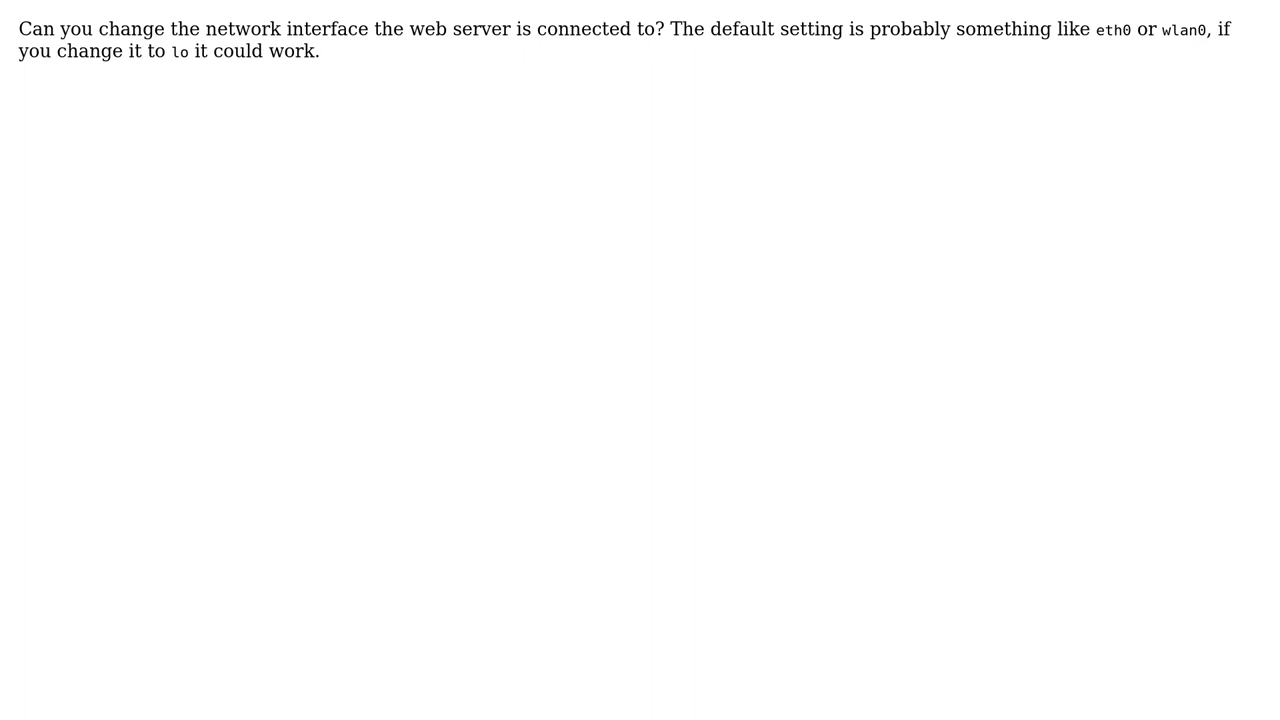 Can you change the network interface the web server is connected to? The default setting is probably something like eth0 or wlan0, if
you change it to lo it could work.